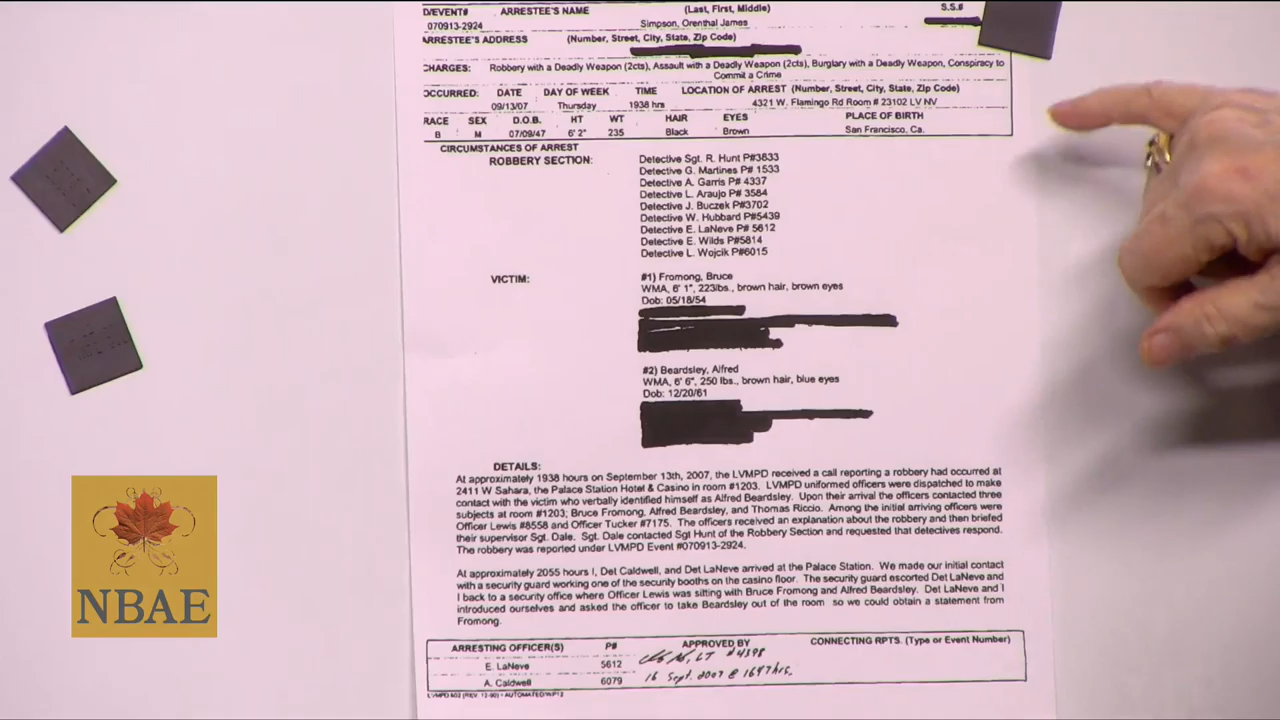 D/EVENT# ARRESTEE'S NAME (Last, First, Middle) S.S.#
070913-2924 Simpson, Orenthal James
ARRESTEE'S ADDRESS (Number, Street, City, State, Zip Code)
CHARGES: Robbery with a Deadly Weapon (2cts), Assault with a Deadly Weapon (2cts), Burglary with a Deadly Weapon, Conspiracy to
Commit a Crime
OCCURRED: DATE DAY OF WEEK TIME LOCATION OF ARREST (Number, Street, City, State, Zip Code)
09/13/07 Thursday 1938 hrs 4321 W. Flamingo Rd Room # 23102 LV NV
RACE SEX D.O.B. HT WT HAIR EYES PLACE OF BIRTH
B M 07/09/47 6' 2" 235 Black Brown San Francisco, Ca.
CIRCUMSTANCES OF ARREST
ROBBERY SECTION: Detective Sgt. R. Hunt P#3833
Detective G. Martines P# 1533
Detective A. Garris P# 4337
Detective L. Araujo P# 3584
Detective J. Buczek P#3702
Detective W. Hubbard P#5439
Detective E. LaNeve P# 5612
Detective E. Wilds P#5814
Detective L. Wojcik P#6015
VICTIM: #1) Fromong, Bruce
WMA, 6' 1", 223lbs., brown hair, brown eyes
Dob: 05/18/54
#2) Beardsley, Alfred
WMA, 6' 6", 250 lbs., brown hair, blue eyes
Dob: 12/20/61
DETAILS:
At approximately 1938 hours on September 13th, 2007, the LVMPD received a call reporting a robbery had occurred at
2411 W Sahara, the Palace Station Hotel & Casino in room #1203. LVMPD uniformed officers were dispatched to make
contact with the victim who verbally identified himself as Alfred Beardsley. Upon their arrival the officers contacted three
subjects at room #1203; Bruce Fromong, Alfred Beardsley, and Thomas Riccio. Among the initial arriving officers were
Officer Lewis #8558 and Officer Tucker #7175. The officers received an explanation about the robbery and then briefed
their supervisor Sgt. Dale. Sgt. Dale contacted Sgt Hunt of the Robbery Section and requested that detectives respond.
The robbery was reported under LVMPD Event #070913-2924.
At approximately 2055 hours I, Det Caldwell, and Det LaNeve arrived at the Palace Station. We made our initial contact
with a security guard working one of the security booths on the casino floor. The security guard escorted Det LaNeve and
I back to a security office where Officer Lewis was sitting with Bruce Fromong and Alfred Beardsley. Det LaNeve and I
introduced ourselves and asked the officer to take Beardsley out of the room so we could obtain a statement from
Fromong.
ARRESTING OFFICER(S) P# APPROVED BY CONNECTING RPTS. (Type or Event Number)
E. LaNeve 5612 LT #4398
A. Caldwell 6079 16 Sept. 2007 @ 1647hrs.
LVMPD 602 (REV. 12-90) • AUTOMATED/WP12
NBAE